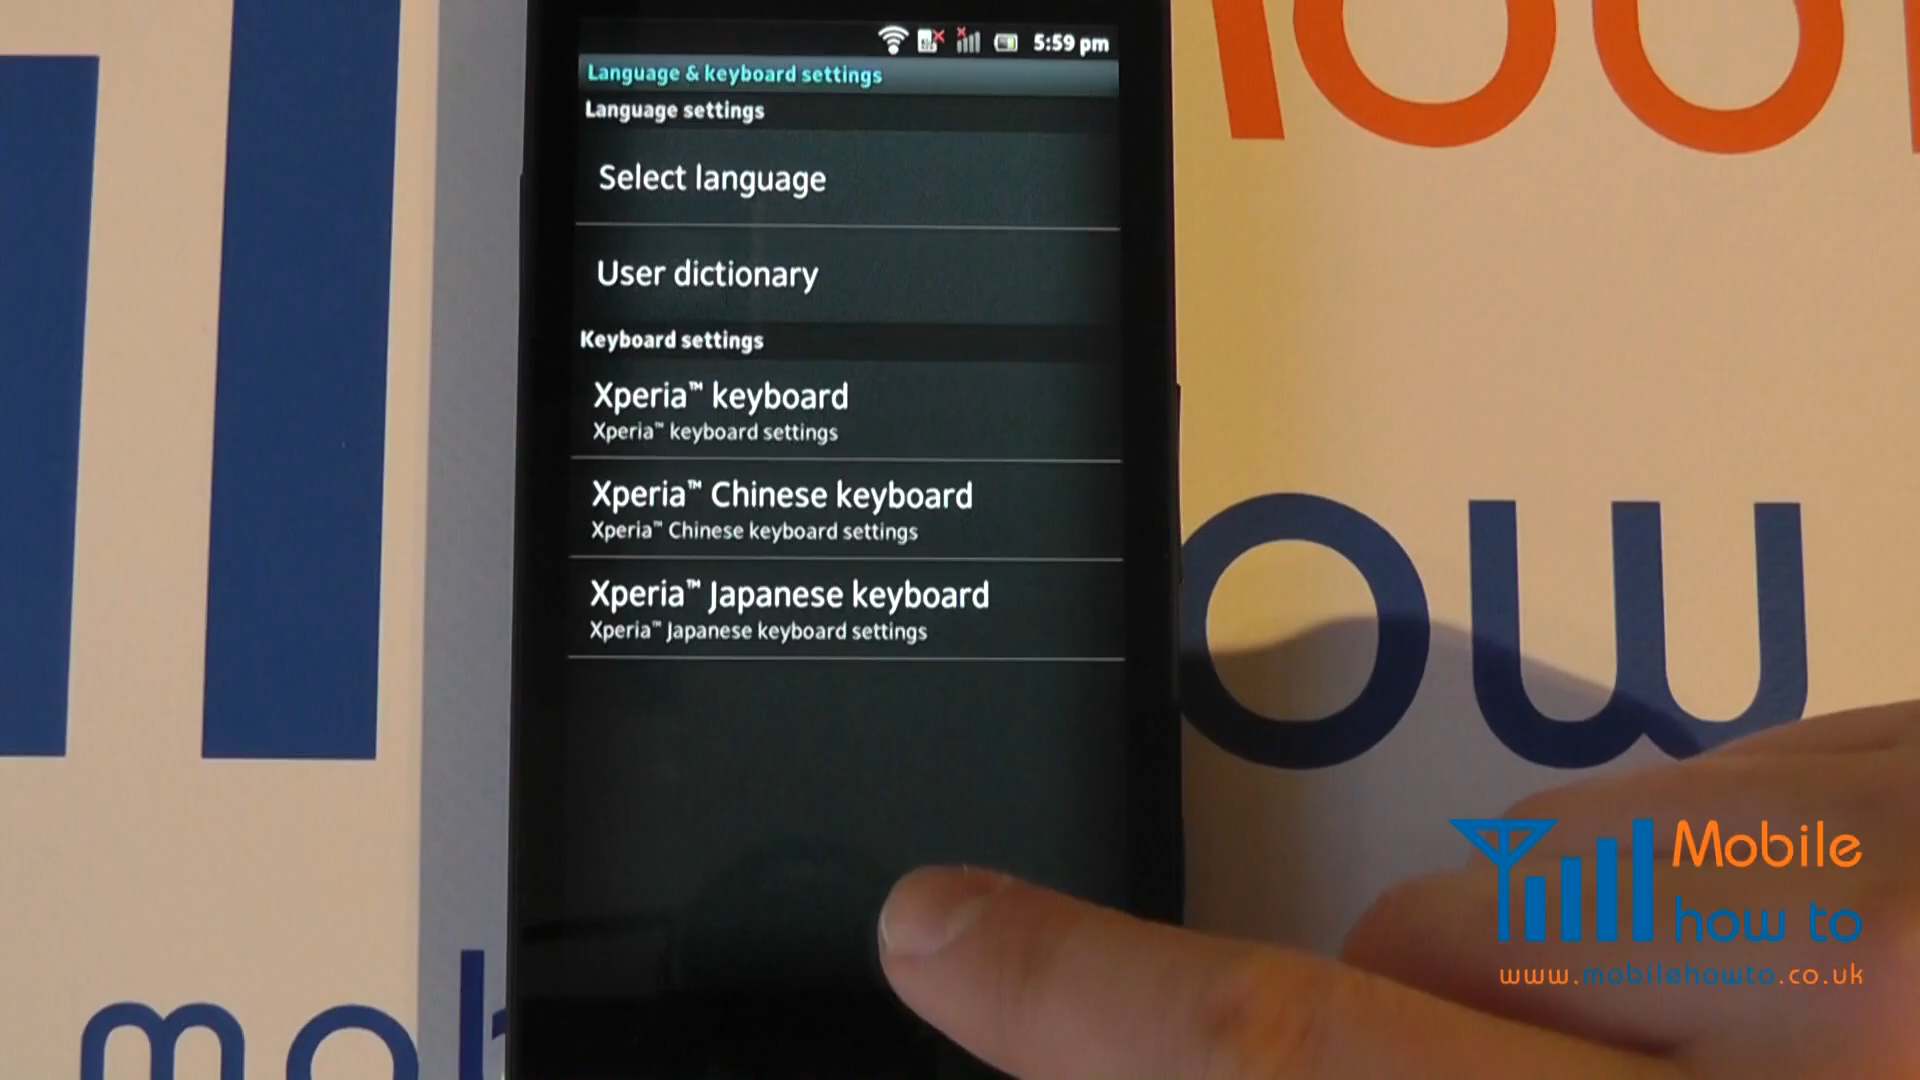 5:59 pm
Language & keyboard settings
Language settings
Select language
User dictionary
Keyboard settings
Xperia™ keyboard
Xperia™ keyboard settings
Xperia™ Chinese keyboard
Xperia™ Chinese keyboard settings
Xperia™ Japanese keyboard
Xperia™ Japanese keyboard settings
ow
mob
Mobile
how to
www.mobilehowto.co.uk